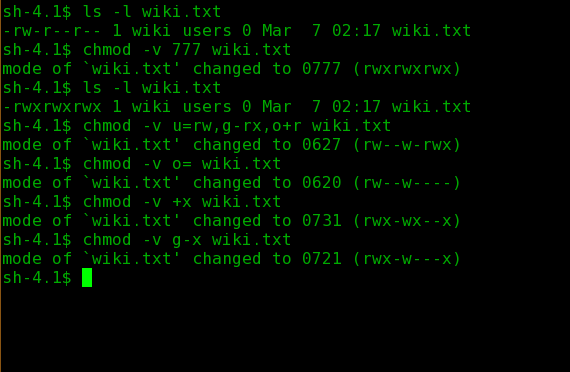 sh-4.1$ ls -l wiki.txt
-rw-r--r-- 1 wiki users 0 Mar  7 02:17 wiki.txt
sh-4.1$ chmod -v 777 wiki.txt
mode of `wiki.txt' changed to 0777 (rwxrwxrwx)
sh-4.1$ ls -l wiki.txt
-rwxrwxrwx 1 wiki users 0 Mar  7 02:17 wiki.txt
sh-4.1$ chmod -v u=rw,g-rx,o+r wiki.txt
mode of `wiki.txt' changed to 0627 (rw--w-rwx)
sh-4.1$ chmod -v o= wiki.txt
mode of `wiki.txt' changed to 0620 (rw--w----)
sh-4.1$ chmod -v +x wiki.txt
mode of `wiki.txt' changed to 0731 (rwx-wx--x)
sh-4.1$ chmod -v g-x wiki.txt
mode of `wiki.txt' changed to 0721 (rwx-w---x)
sh-4.1$